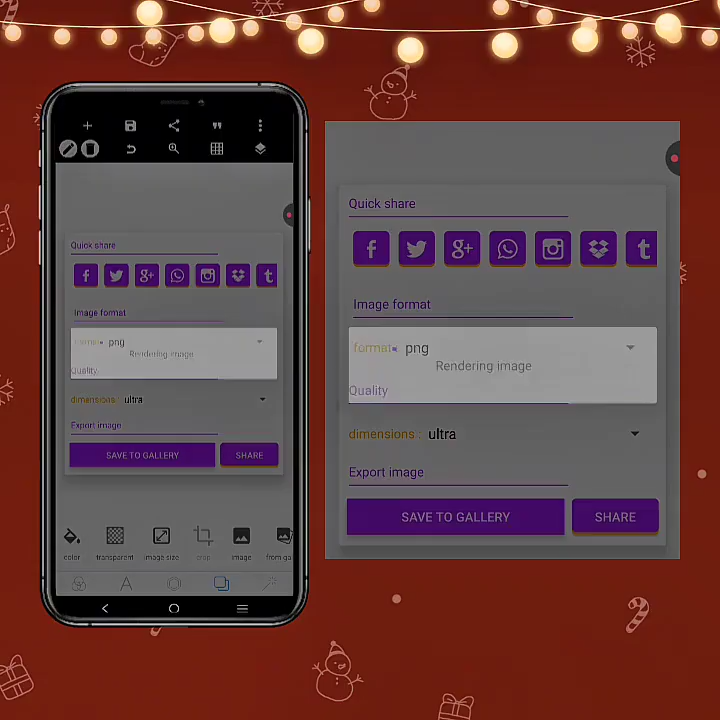 Quick share
Image format
format: png
Rendering image
Quality
dimensions : ultra
Export image
SAVE TO GALLERY SHARE
color transparent image size crop image from ga
Quick share
f g+ t
Image format
format: png
Rendering image
Quality
dimensions : ultra
Export image
SAVE TO GALLERY SHARE